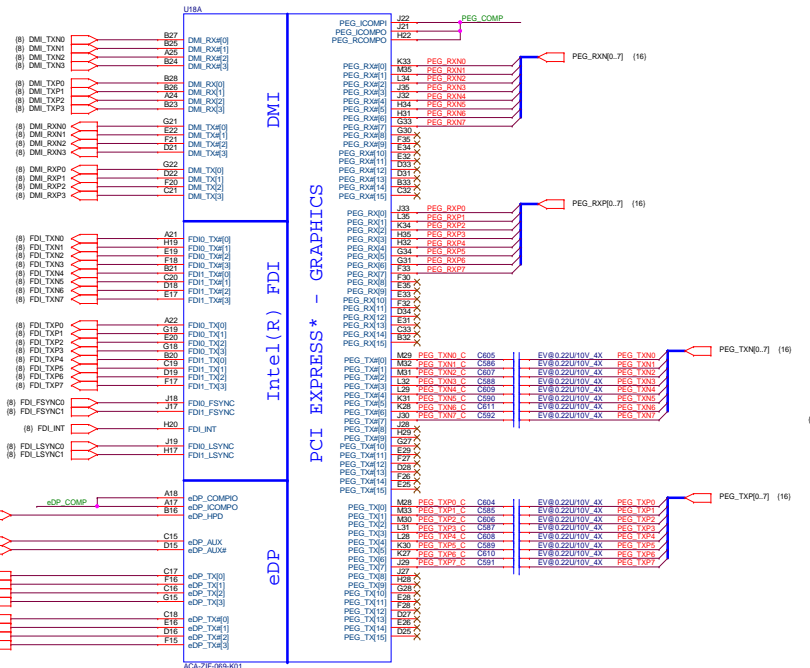 U18A
(8) DMI_TXN0 B27 DMI_RX#[0]
(8) DMI_TXN1 B25 DMI_RX#[1]
(8) DMI_TXN2 A25 DMI_RX#[2]
(8) DMI_TXN3 B24 DMI_RX#[3]
(8) DMI_TXP0 B28 DMI_RX[0]
(8) DMI_TXP1 B26 DMI_RX[1]
(8) DMI_TXP2 A24 DMI_RX[2]
(8) DMI_TXP3 B23 DMI_RX[3]
(8) DMI_RXN0 G21 DMI_TX#[0]
(8) DMI_RXN1 E22 DMI_TX#[1]
(8) DMI_RXN2 F21 DMI_TX#[2]
(8) DMI_RXN3 D21 DMI_TX#[3]
(8) DMI_RXP0 G22 DMI_TX[0]
(8) DMI_RXP1 D22 DMI_TX[1]
(8) DMI_RXP2 F20 DMI_TX[2]
(8) DMI_RXP3 C21 DMI_TX[3]
DMI
(8) FDI_TXN0 A21 FDI0_TX#[0]
(8) FDI_TXN1 H19 FDI0_TX#[1]
(8) FDI_TXN2 E19 FDI0_TX#[2]
(8) FDI_TXN3 F18 FDI0_TX#[3]
(8) FDI_TXN4 B21 FDI1_TX#[0]
(8) FDI_TXN5 C20 FDI1_TX#[1]
(8) FDI_TXN6 D18 FDI1_TX#[2]
(8) FDI_TXN7 E17 FDI1_TX#[3]
(8) FDI_TXP0 A22 FDI0_TX[0]
(8) FDI_TXP1 G19 FDI0_TX[1]
(8) FDI_TXP2 E20 FDI0_TX[2]
(8) FDI_TXP3 G18 FDI0_TX[3]
(8) FDI_TXP4 B20 FDI1_TX[0]
(8) FDI_TXP5 C19 FDI1_TX[1]
(8) FDI_TXP6 D19 FDI1_TX[2]
(8) FDI_TXP7 F17 FDI1_TX[3]
(8) FDI_FSYNC0 J18 FDI0_FSYNC
(8) FDI_FSYNC1 J17 FDI1_FSYNC
(8) FDI_INT H20 FDI_INT
(8) FDI_LSYNC0 J19 FDI0_LSYNC
(8) FDI_LSYNC1 H17 FDI1_LSYNC
Intel(R) FDI
A18 eDP_COMPIO
eDP_COMP A17 eDP_ICOMPO
B16 eDP_HPD
C15 eDP_AUX
D15 eDP_AUX#
C17 eDP_TX[0]
F16 eDP_TX[1]
C16 eDP_TX[2]
G15 eDP_TX[3]
C18 eDP_TX#[0]
E16 eDP_TX#[1]
D16 eDP_TX#[2]
F15 eDP_TX#[3]
eDP
ACA-ZIF-069-K01
PCI EXPRESS* - GRAPHICS
PEG_ICOMPI J22 PEG_COMP
PEG_ICOMPO J21
PEG_RCOMPO H22
PEG_RX#[0] K33 PEG_RXN0
PEG_RX#[1] M35 PEG_RXN1
PEG_RX#[2] L34 PEG_RXN2
PEG_RX#[3] J35 PEG_RXN3
PEG_RX#[4] J32 PEG_RXN4
PEG_RX#[5] H34 PEG_RXN5
PEG_RX#[6] H31 PEG_RXN6
PEG_RX#[7] G33 PEG_RXN7
PEG_RX#[8] G30
PEG_RX#[9] F35
PEG_RX#[10] E34
PEG_RX#[11] E32
PEG_RX#[12] D33
PEG_RX#[13] D31
PEG_RX#[14] B33
PEG_RX#[15] C32
PEG_RXN[0..7] (16)
PEG_RX[0] J33 PEG_RXP0
PEG_RX[1] L35 PEG_RXP1
PEG_RX[2] K34 PEG_RXP2
PEG_RX[3] H35 PEG_RXP3
PEG_RX[4] H32 PEG_RXP4
PEG_RX[5] G34 PEG_RXP5
PEG_RX[6] G31 PEG_RXP6
PEG_RX[7] F33 PEG_RXP7
PEG_RX[8] F30
PEG_RX[9] E35
PEG_RX[10] E33
PEG_RX[11] F32
PEG_RX[12] D34
PEG_RX[13] E31
PEG_RX[14] C33
PEG_RX[15] B32
PEG_RXP[0..7] (16)
PEG_TX#[0] M29 PEG_TXN0_C C605 EV@0.22U/10V_4X PEG_TXN0
PEG_TX#[1] M32 PEG_TXN1_C C586 EV@0.22U/10V_4X PEG_TXN1
PEG_TX#[2] M31 PEG_TXN2_C C607 EV@0.22U/10V_4X PEG_TXN2
PEG_TX#[3] L32 PEG_TXN3_C C588 EV@0.22U/10V_4X PEG_TXN3
PEG_TX#[4] L29 PEG_TXN4_C C609 EV@0.22U/10V_4X PEG_TXN4
PEG_TX#[5] K31 PEG_TXN5_C C590 EV@0.22U/10V_4X PEG_TXN5
PEG_TX#[6] K28 PEG_TXN6_C C611 EV@0.22U/10V_4X PEG_TXN6
PEG_TX#[7] J30 PEG_TXN7_C C592 EV@0.22U/10V_4X PEG_TXN7
PEG_TX#[8] J28
PEG_TX#[9] H29
PEG_TX#[10] G27
PEG_TX#[11] E29
PEG_TX#[12] F27
PEG_TX#[13] D28
PEG_TX#[14] F26
PEG_TX#[15] E25
PEG_TXN[0..7] (16)
PEG_TX[0] M28 PEG_TXP0_C C604 EV@0.22U/10V_4X PEG_TXP0
PEG_TX[1] M33 PEG_TXP1_C C585 EV@0.22U/10V_4X PEG_TXP1
PEG_TX[2] M30 PEG_TXP2_C C606 EV@0.22U/10V_4X PEG_TXP2
PEG_TX[3] L31 PEG_TXP3_C C587 EV@0.22U/10V_4X PEG_TXP3
PEG_TX[4] L28 PEG_TXP4_C C608 EV@0.22U/10V_4X PEG_TXP4
PEG_TX[5] K30 PEG_TXP5_C C589 EV@0.22U/10V_4X PEG_TXP5
PEG_TX[6] K27 PEG_TXP6_C C610 EV@0.22U/10V_4X PEG_TXP6
PEG_TX[7] J29 PEG_TXP7_C C591 EV@0.22U/10V_4X PEG_TXP7
PEG_TX[8] J27
PEG_TX[9] H28
PEG_TX[10] G28
PEG_TX[11] E28
PEG_TX[12] F28
PEG_TX[13] D27
PEG_TX[14] E26
PEG_TX[15] D25
PEG_TXP[0..7] (16)